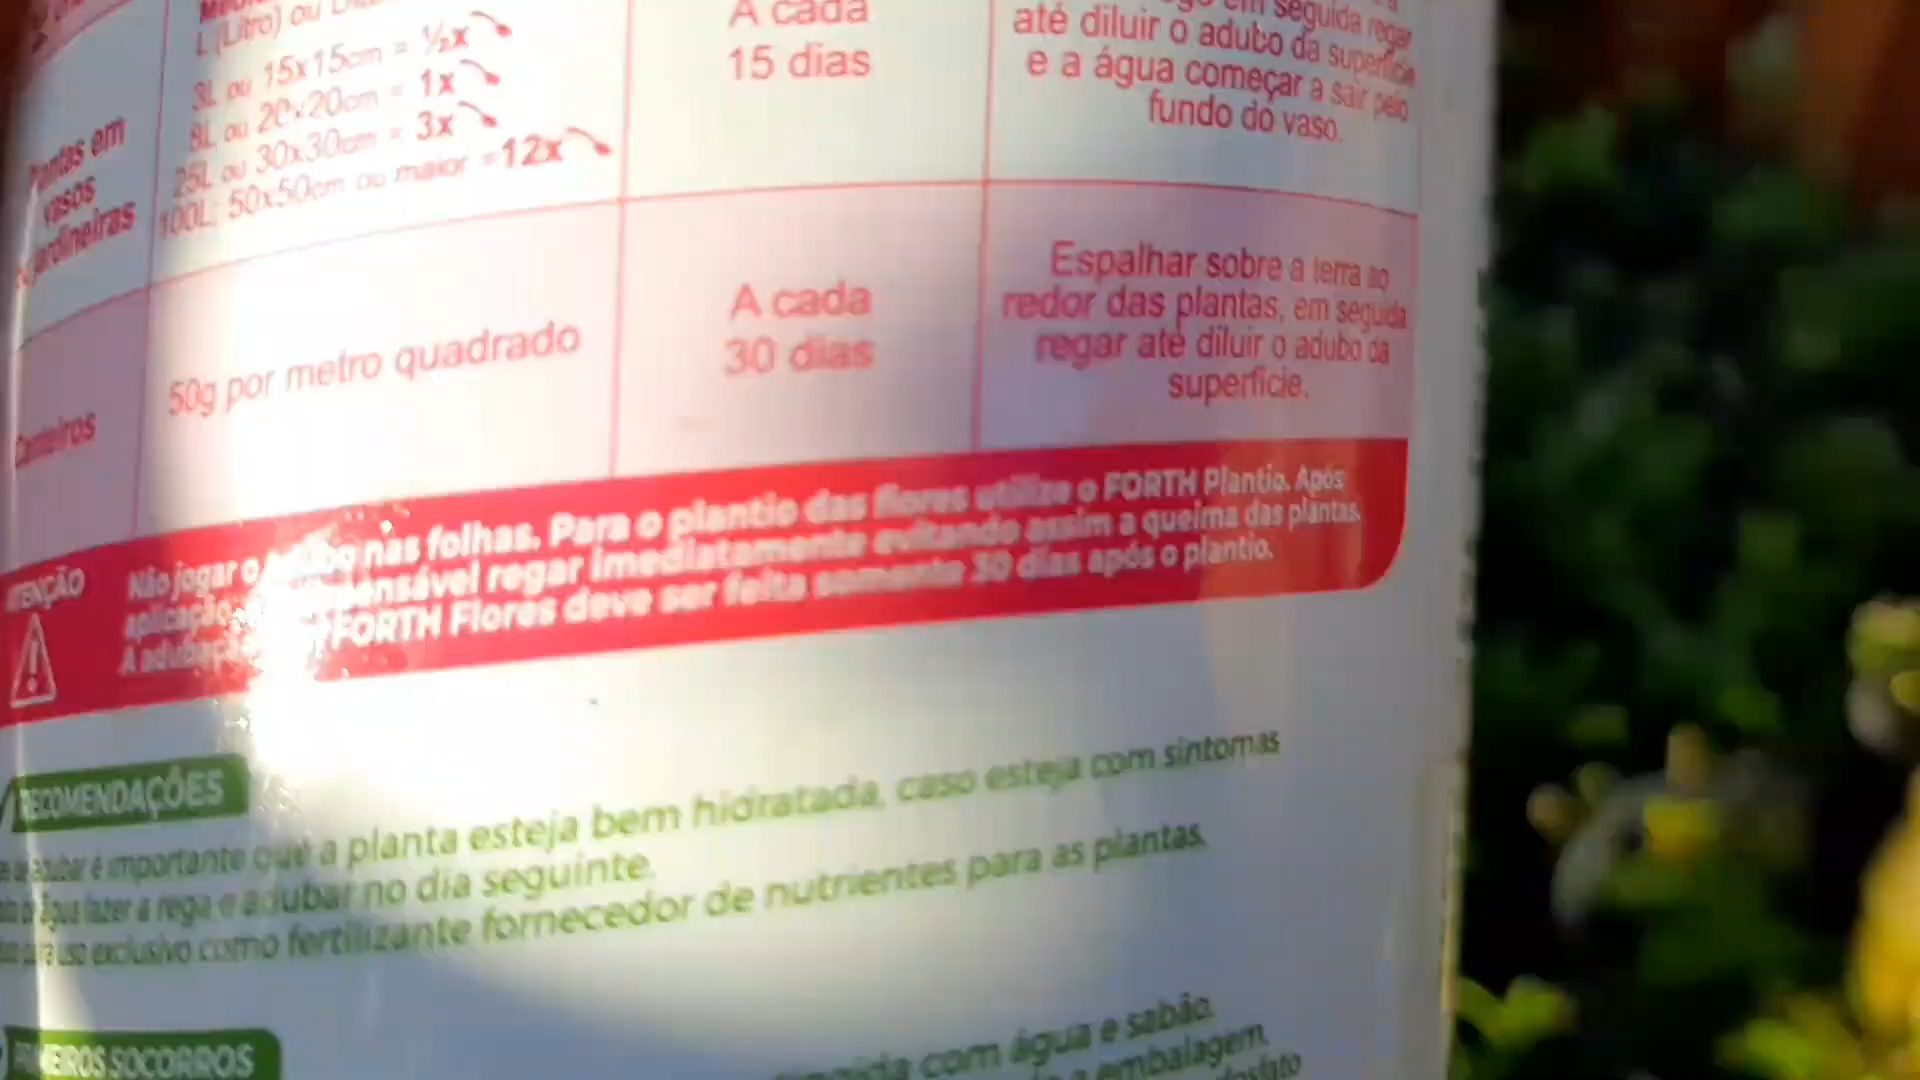 L (Litro) ou
3L ou 15x15cm = ½x
8L ou 20x20cm = 1x
25L ou 30x30cm = 3x
100L: 50x50cm ou maior =12x
Plantas em
vasos
jardineiras
A cada
15 dias
em seguida regar
até diluir o adubo da superfície
e a água começar a sair pelo
fundo do vaso.
Canteiros
50g por metro quadrado
A cada
30 dias
Espalhar sobre a terra ao
redor das plantas, em seguida
regar até diluir o adubo da
superfície.
ATENÇÃO
Não jogar o adubo nas folhas. Para o plantio das flores utilize o FORTH Plantio. Após
aplicação regar imediatamente evitando assim a queima das plantas.
A adubação FORTH Flores deve ser feita somente 30 dias após o plantio.
RECOMENDAÇÕES
adubar é importante que a planta esteja bem hidratada, caso esteja com sintomas
água fazer a rega e adubar no dia seguinte.
uso exclusivo como fertilizante fornecedor de nutrientes para as plantas.
PRIMEIROS SOCORROS
com água e sabão.
embalagem,